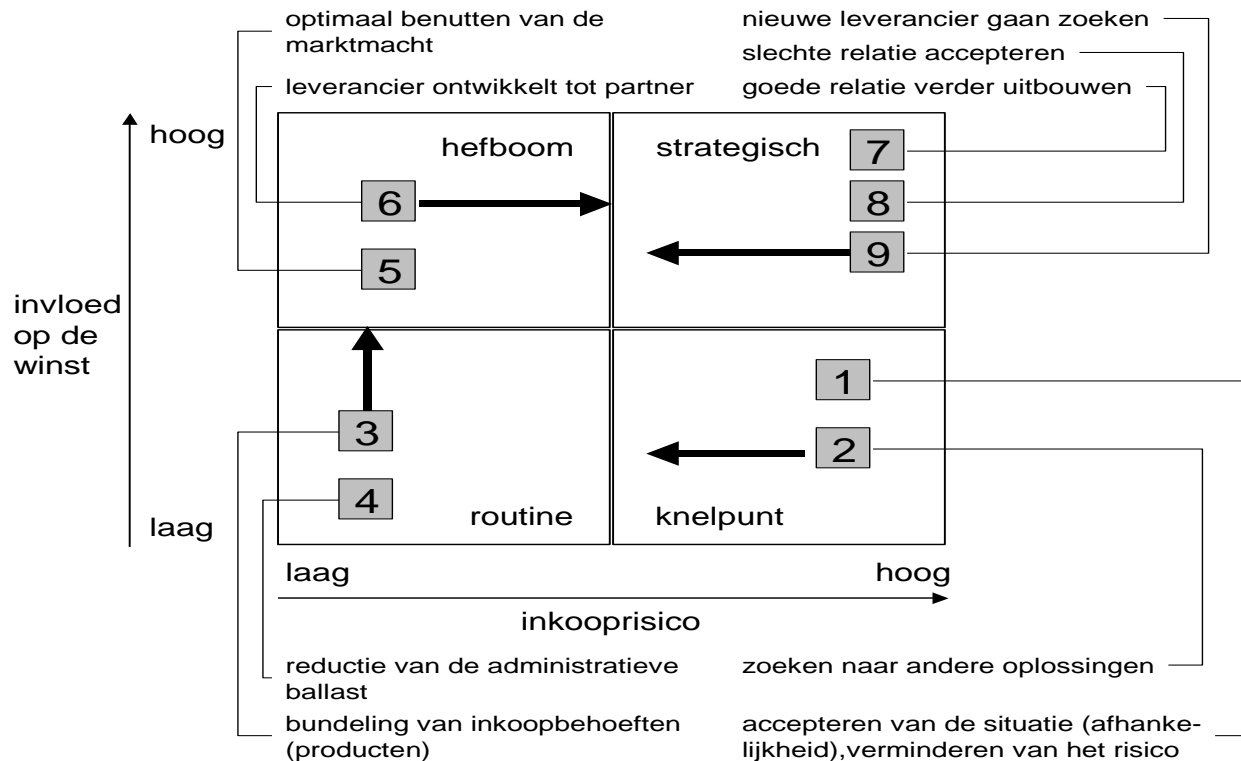 optimaal benutten van de
marktmacht
leverancier ontwikkelt tot partner
nieuwe leverancier gaan zoeken
slechte relatie accepteren
goede relatie verder uitbouwen
hoog
hefboom
strategisch
7
6
8
5
9
invloed
op de
winst
1
3
2
4
laag
routine
knelpunt
laag
hoog
inkooprisico
reductie van de administratieve
ballast
bundeling van inkoopbehoeften
(producten)
zoeken naar andere oplossingen
accepteren van de situatie (afhanke-
lijkheid),verminderen van het risico